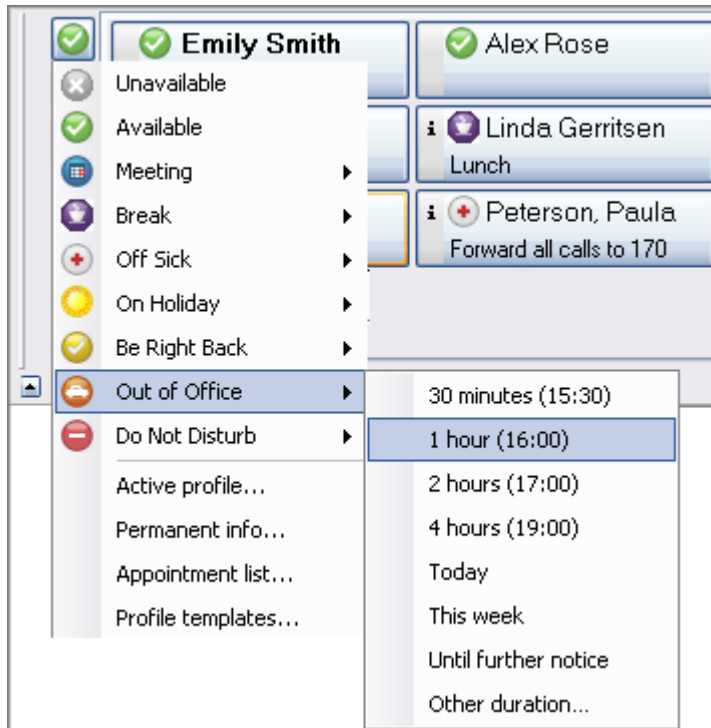 Emily Smith
Alex Rose
Unavailable
Available
i Linda Gerritsen
Lunch
Meeting
Break
i Peterson, Paula
Forward all calls to 170
Off Sick
On Holiday
Be Right Back
Out of Office
Do Not Disturb
Active profile...
Permanent info...
Appointment list...
Profile templates...
30 minutes (15:30)
1 hour (16:00)
2 hours (17:00)
4 hours (19:00)
Today
This week
Until further notice
Other duration...